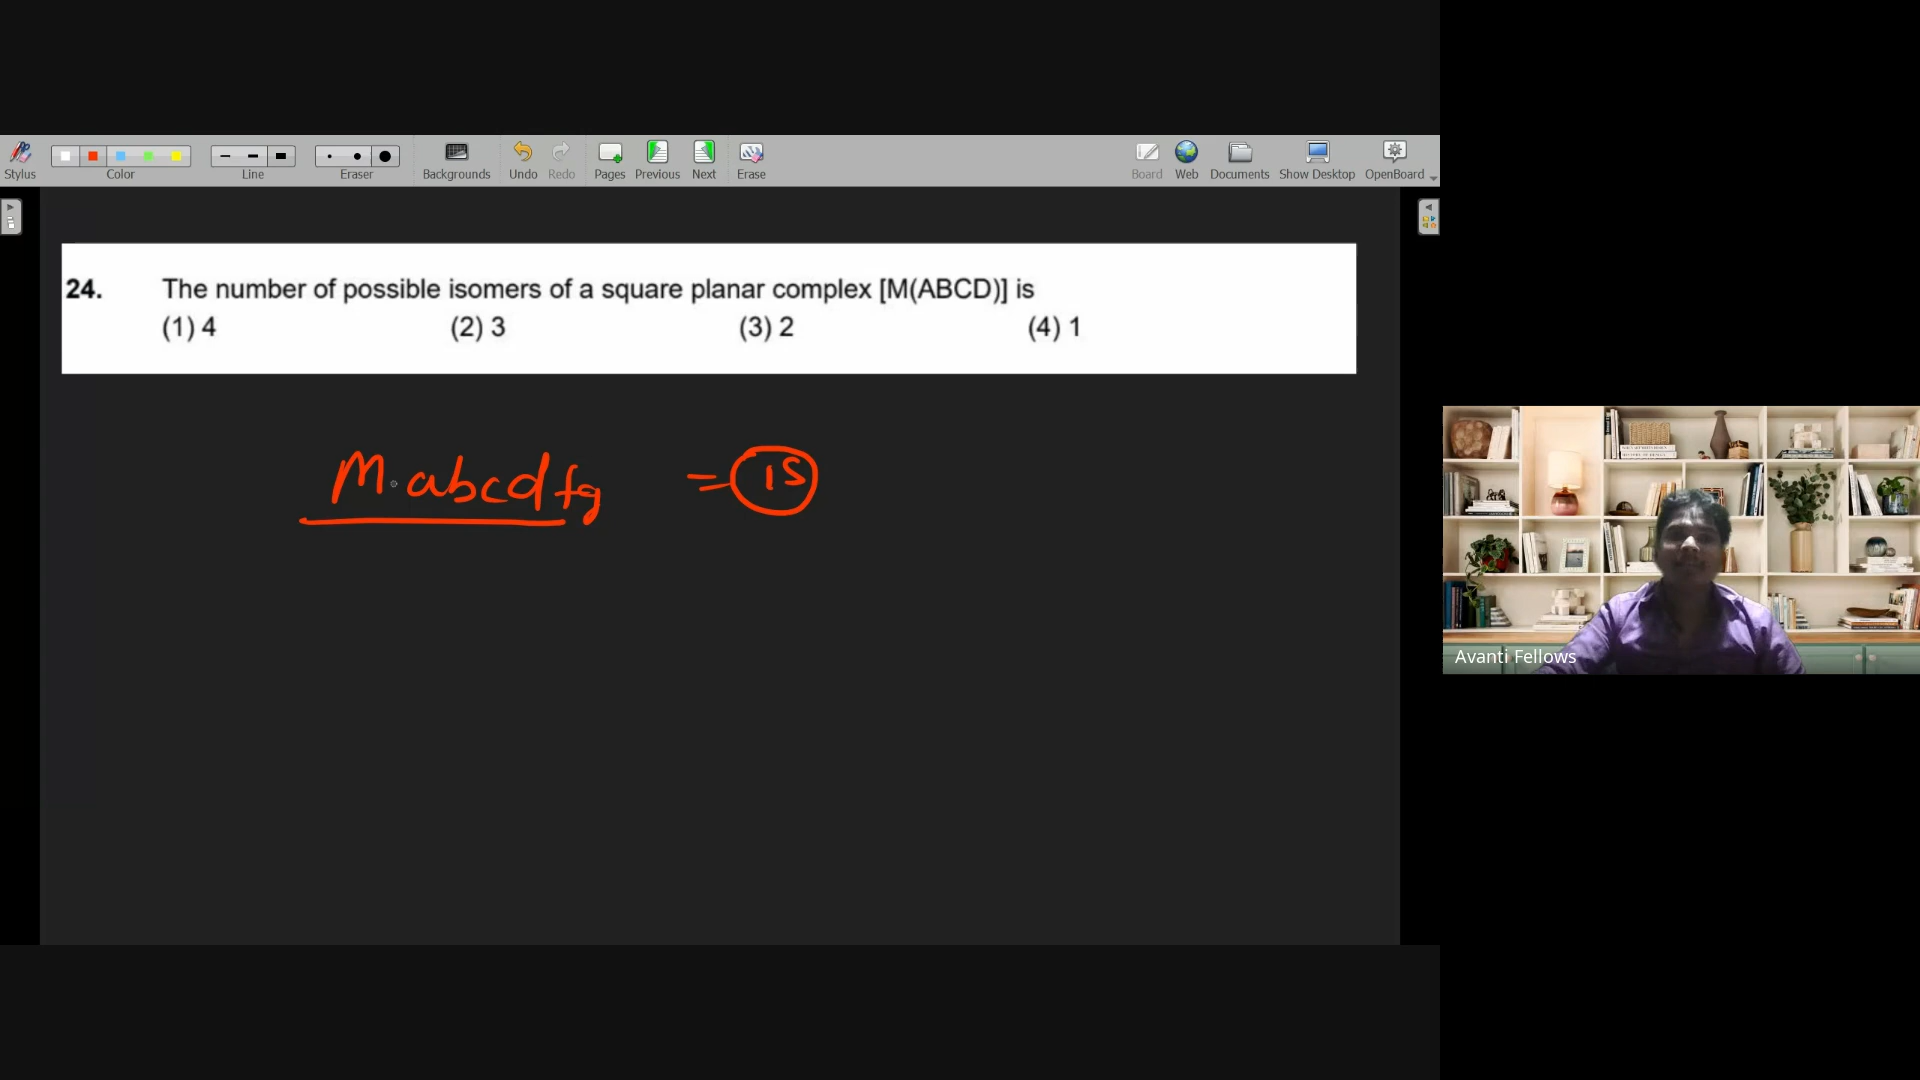 Stylus
Color
Line
Eraser
Backgrounds
Undo
Redo
Pages
Previous
Next
Erase
Board
Web
Documents
Show Desktop
OpenBoard
24. The number of possible isomers of a square planar complex [M(ABCD)] is
(1) 4 (2) 3 (3) 2 (4) 1
Mabcdfg = 15
Avanti Fellows